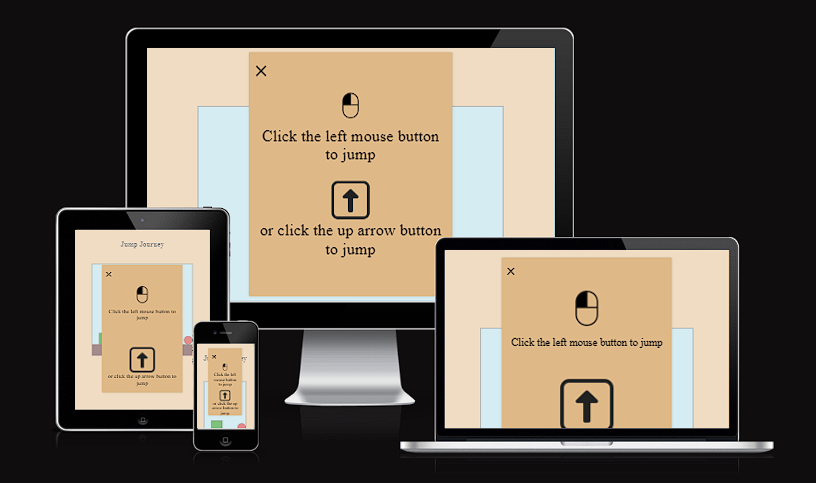 Click the left mouse button
to jump
or click the up arrow button
to jump
Jump Journey
Click the left mouse button to
jump
or click the up arrow button to
jump
Click the left
mouse button
to jump
or click the up
arrow button to
jump
Click the left mouse button to jump